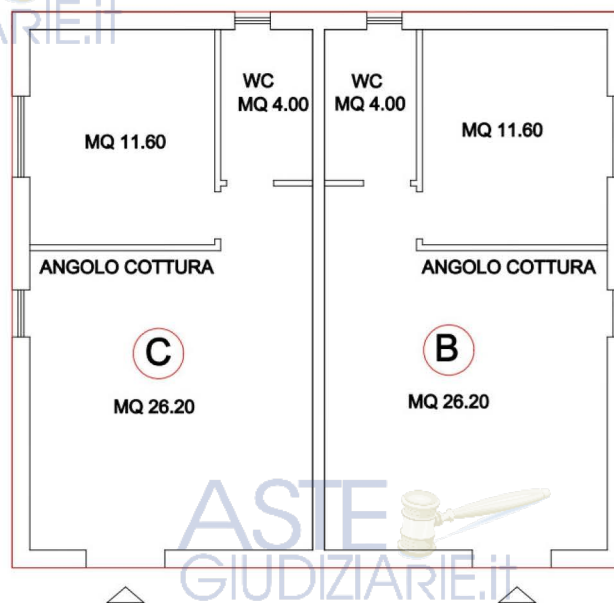 ARIE.it
WC
MQ 4.00
WC
MQ 4.00
MQ 11.60
MQ 11.60
ANGOLO COTTURA
ANGOLO COTTURA
C
B
MQ 26.20
MQ 26.20
ASTE
GIUDIZIARIE.it